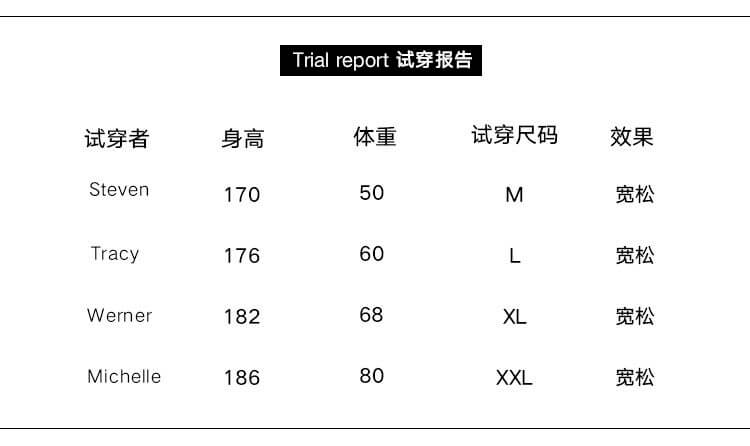 Trial report 试穿报告
试穿者 身高 体重 试穿尺码 效果
Steven 170 50 M 宽松
Tracy 176 60 L 宽松
Werner 182 68 XL 宽松
Michelle 186 80 XXL 宽松